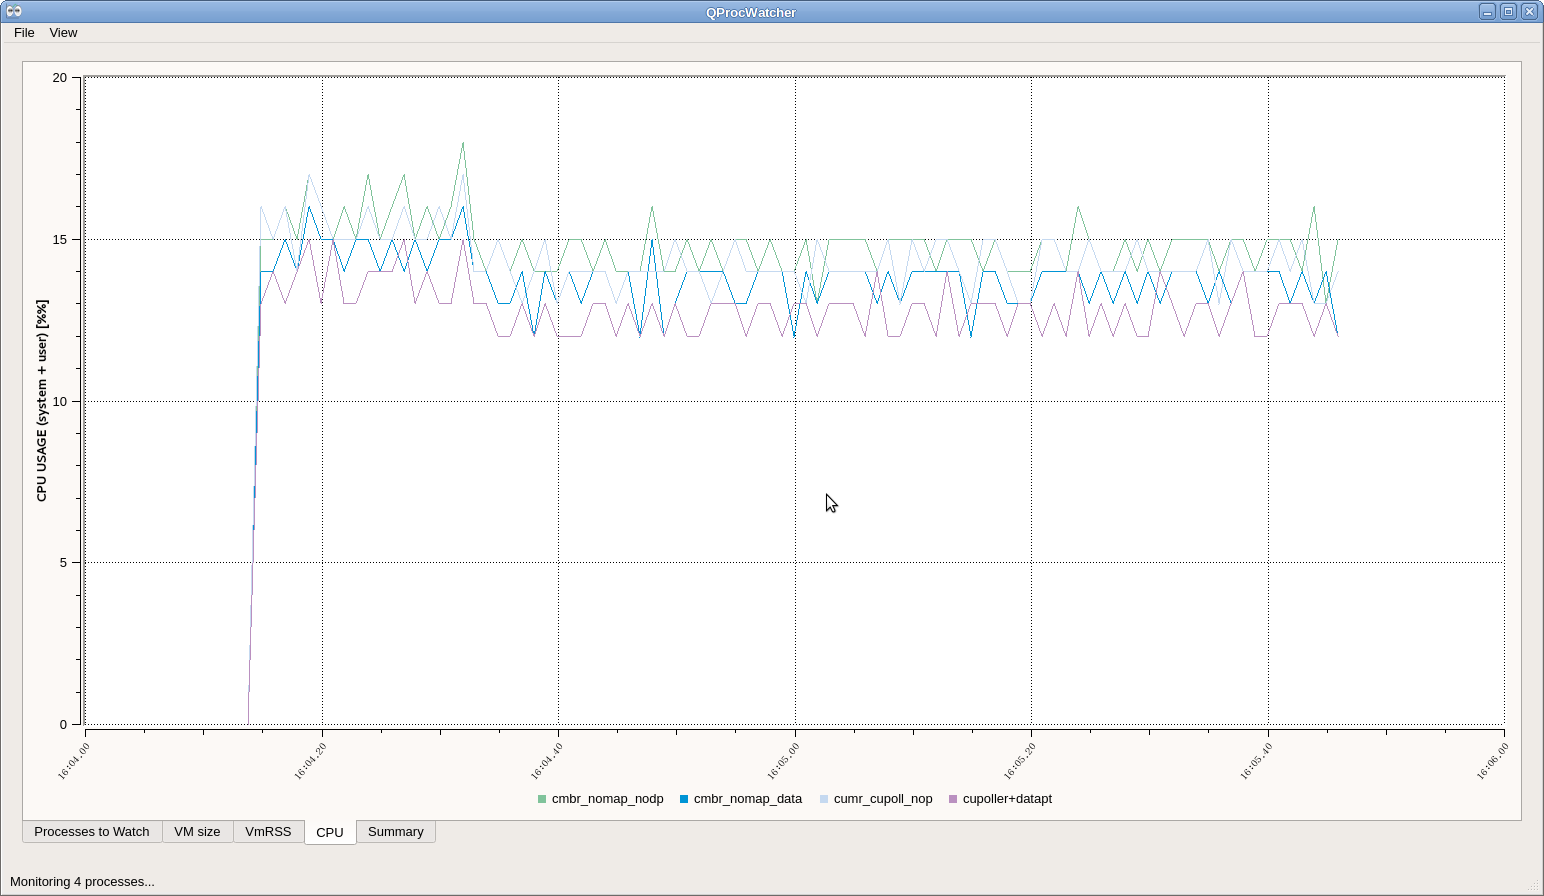 QProcWatcher
File View
CPU USAGE (system + user) [%%]
20
15
10
5
0
16:04.00 16:04.20 16:04.40 16:05.00 16:05.20 16:05.40 16:06.00
cmbr_nomap_nodp cmbr_nomap_data cumr_cupoll_nop cupoller+datapt
Processes to Watch VM size VmRSS CPU Summary
Monitoring 4 processes...